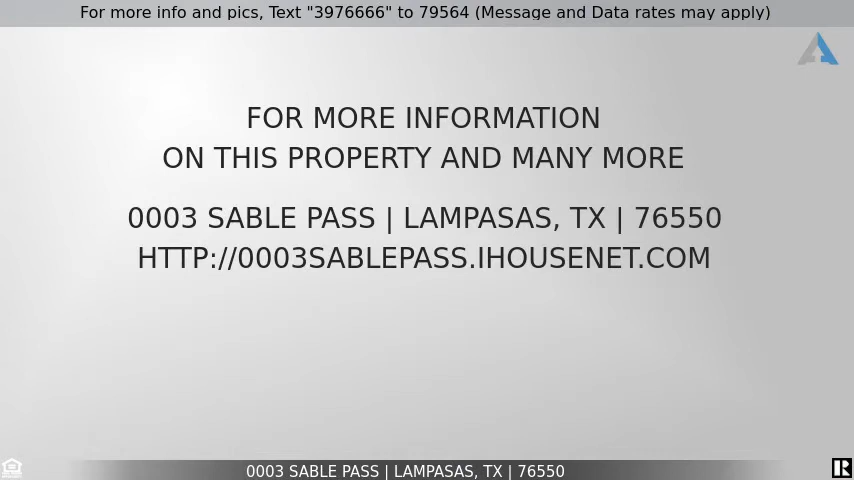 For more info and pics, Text "3976666" to 79564 (Message and Data rates may apply)
FOR MORE INFORMATION
ON THIS PROPERTY AND MANY MORE
0003 SABLE PASS | LAMPASAS, TX | 76550
HTTP://0003SABLEPASS.IHOUSENET.COM
0003 SABLE PASS | LAMPASAS, TX | 76550